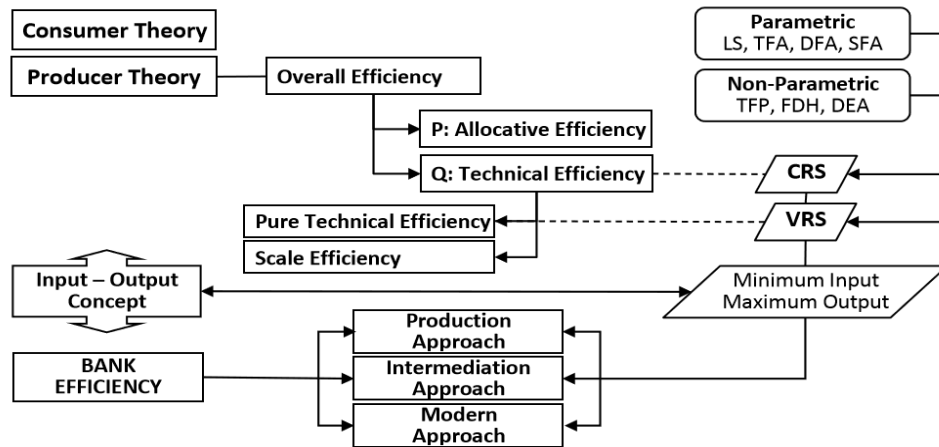 Consumer Theory
Producer Theory
Overall Efficiency
P: Allocative Efficiency
Q: Technical Efficiency
Pure Technical Efficiency
Scale Efficiency
Parametric
LS, TFA, DFA, SFA
Non-Parametric
TFP, FDH, DEA
CRS
VRS
Input – Output
Concept
Minimum Input
Maximum Output
BANK
EFFICIENCY
Production
Approach
Intermediation
Approach
Modern
Approach